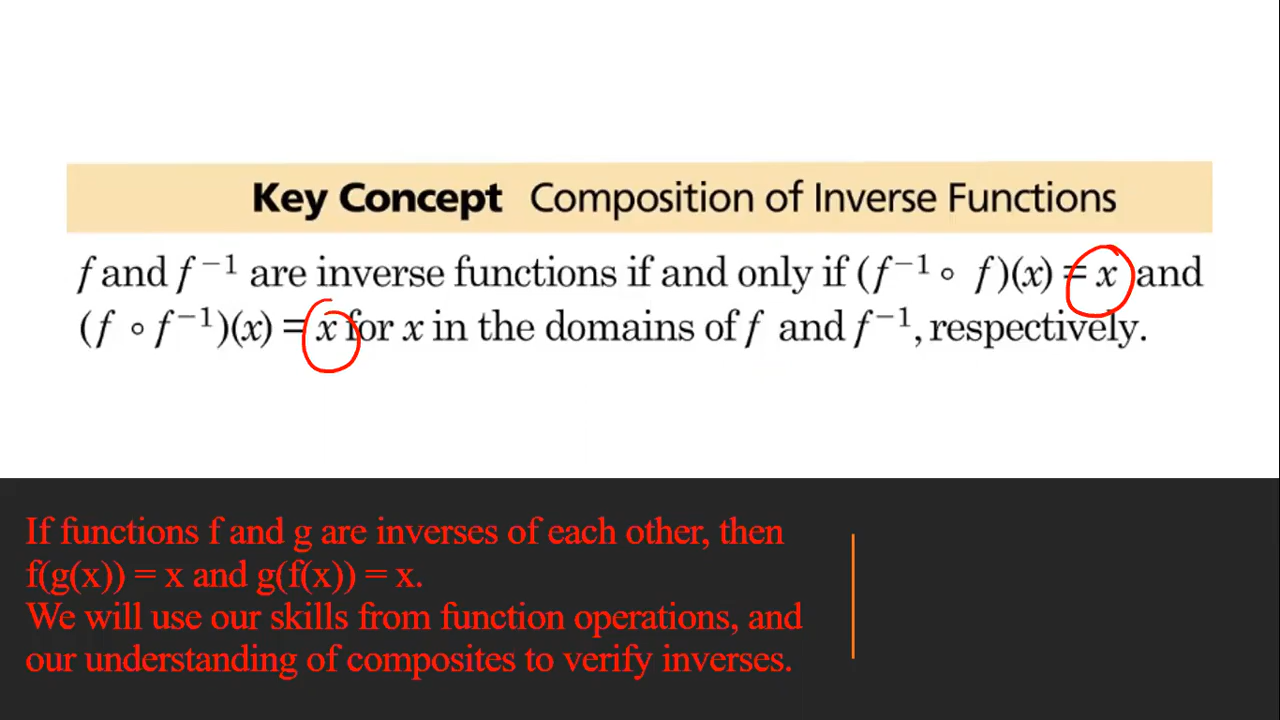 Key Concept Composition of Inverse Functions
f and f⁻¹ are inverse functions if and only if (f⁻¹ ∘ f)(x) = x and
(f ∘ f⁻¹)(x) = x for x in the domains of f and f⁻¹, respectively.
If functions f and g are inverses of each other, then
f(g(x)) = x and g(f(x)) = x.
We will use our skills from function operations, and
our understanding of composites to verify inverses.